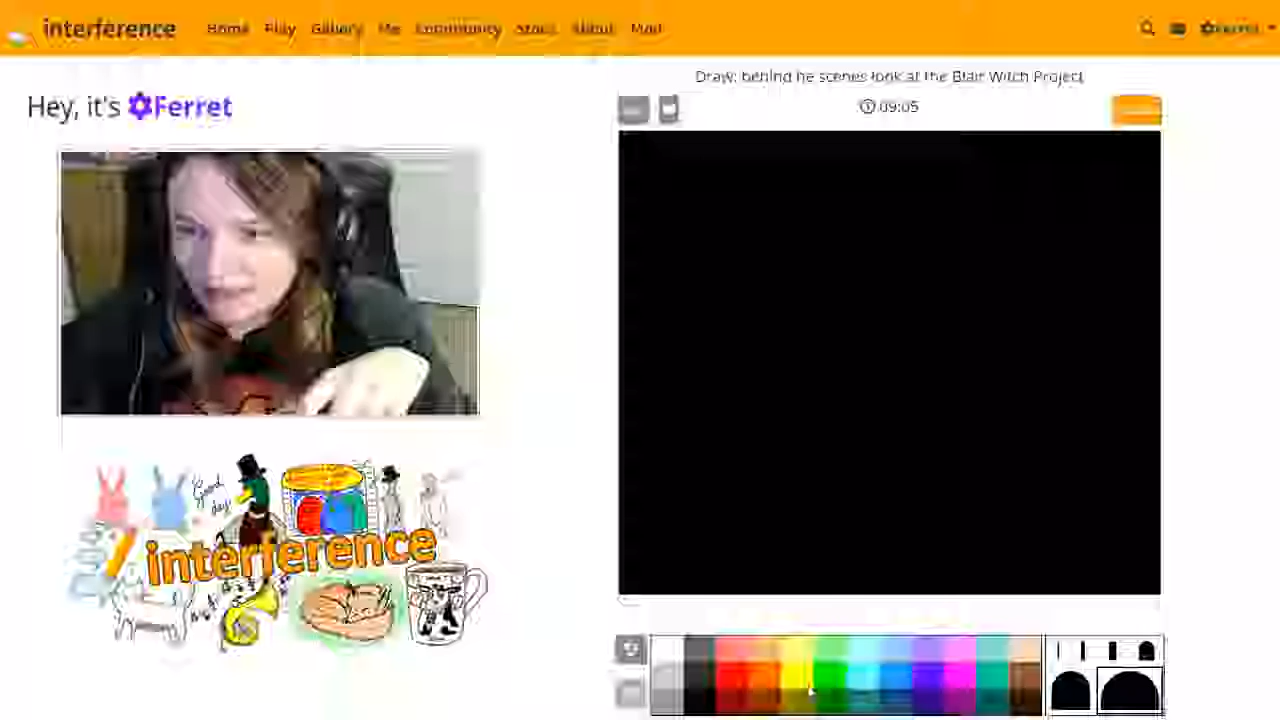 interference Home Play Gallery Me Community Stats About Mod Ferret
Draw: behind he scenes look at the Blair Witch Project
Hey, it's Ferret
09:05
Good
day!
interference